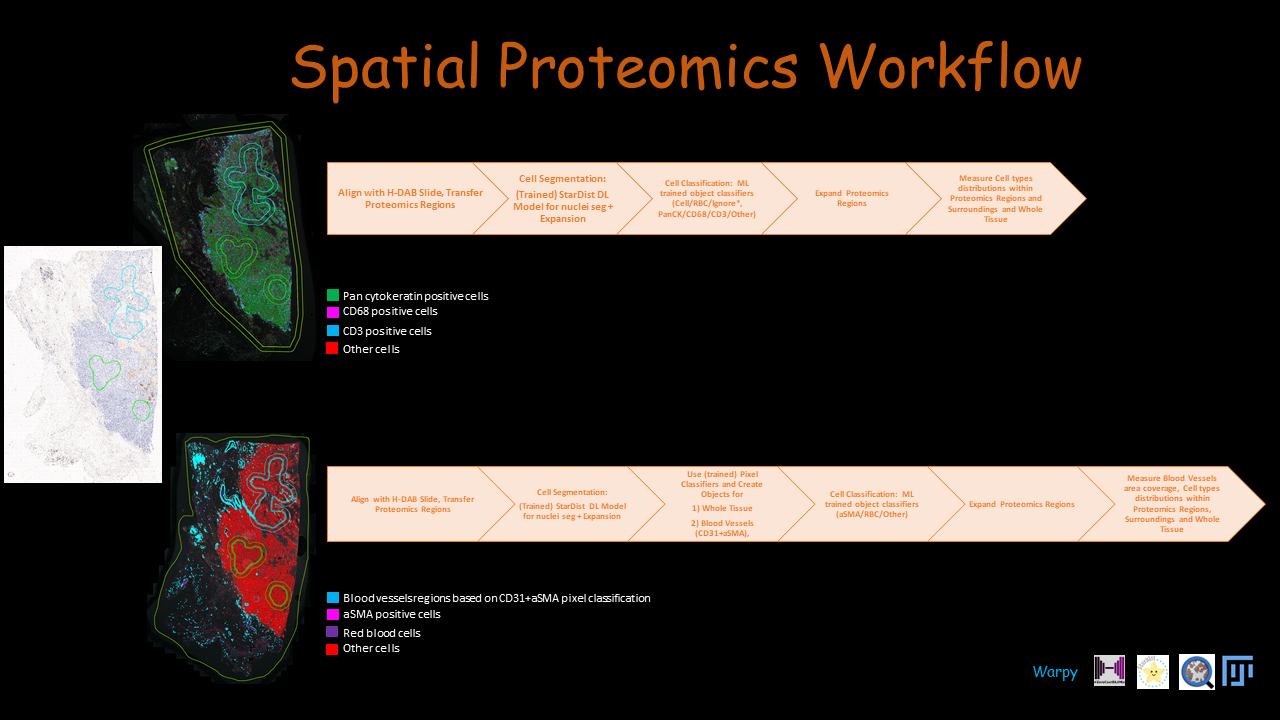 Spatial Proteomics Workflow
Align with H-DAB Slide, Transfer
Proteomics Regions
Cell Segmentation:
(Trained) StarDist DL
Model for nuclei seg +
Expansion
Cell Classification: ML
trained object classifiers
(Cell/RBC/Ignore*,
PanCK/CD68/CD3/Other)
Expand Proteomics
Regions
Measure Cell types
distributions within
Proteomics Regions and
Surroundings and Whole
Tissue
Pan cytokeratin positive cells
CD68 positive cells
CD3 positive cells
Other cells
Align with H-DAB Slide, Transfer
Proteomics Regions
Cell Segmentation:
(Trained) StarDist DL Model
for nuclei seg + Expansion
Use (trained) Pixel
Classifiers and Create
Objects for
1) Whole Tissue
2) Blood Vessels
(CD31+aSMA),
Cell Classification: ML
trained object classifiers
(aSMA/RBC/Other)
Expand Proteomics Regions
Measure Blood Vessels
area coverage, Cell types
distributions within
Proteomics Regions,
Surroundings and Whole
Tissue
Blood vessels regions based on CD31+aSMA pixel classification
aSMA positive cells
Red blood cells
Other cells
Warpy